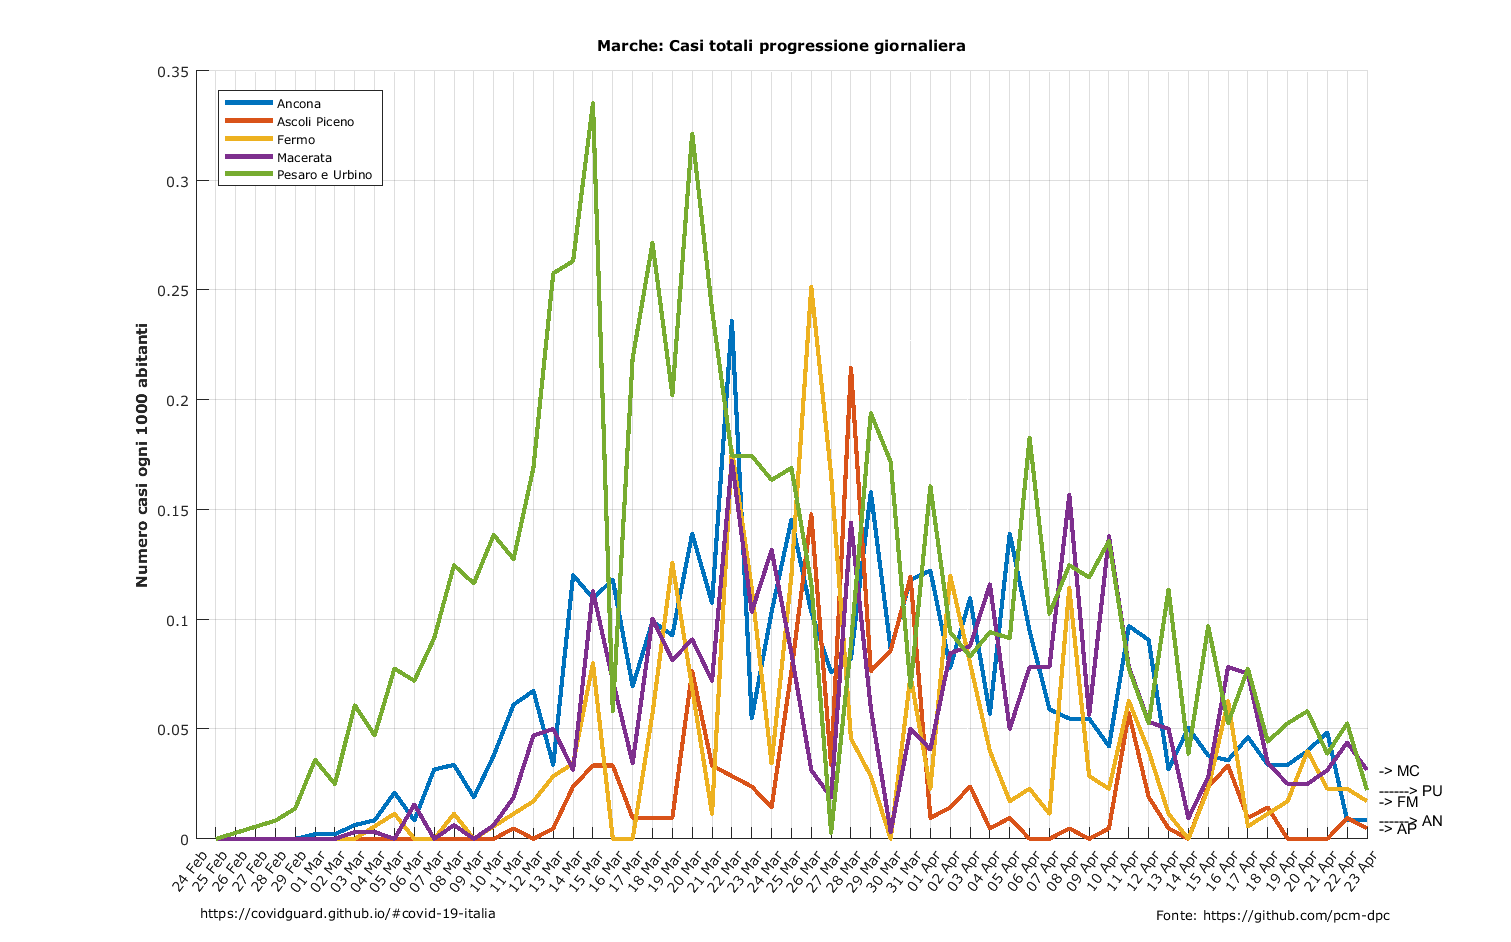 Marche: Casi totali progressione giornaliera
0.35
0.3
0.25
0.2
0.15
0.1
0.05
0
Numero casi ogni 1000 abitanti
Ancona
Ascoli Piceno
Fermo
Macerata
Pesaro e Urbino
-> MC
------> PU
-> FM
------> AN
-> AP
24 Feb
25 Feb
26 Feb
27 Feb
28 Feb
29 Feb
01 Mar
02 Mar
03 Mar
04 Mar
05 Mar
06 Mar
07 Mar
08 Mar
09 Mar
10 Mar
11 Mar
12 Mar
13 Mar
14 Mar
15 Mar
16 Mar
17 Mar
18 Mar
19 Mar
20 Mar
21 Mar
22 Mar
23 Mar
24 Mar
25 Mar
26 Mar
27 Mar
28 Mar
29 Mar
30 Mar
31 Mar
01 Apr
02 Apr
03 Apr
04 Apr
05 Apr
06 Apr
07 Apr
08 Apr
09 Apr
10 Apr
11 Apr
12 Apr
13 Apr
14 Apr
15 Apr
16 Apr
17 Apr
18 Apr
19 Apr
20 Apr
21 Apr
22 Apr
23 Apr
https://covidguard.github.io/#covid-19-italia
Fonte: https://github.com/pcm-dpc